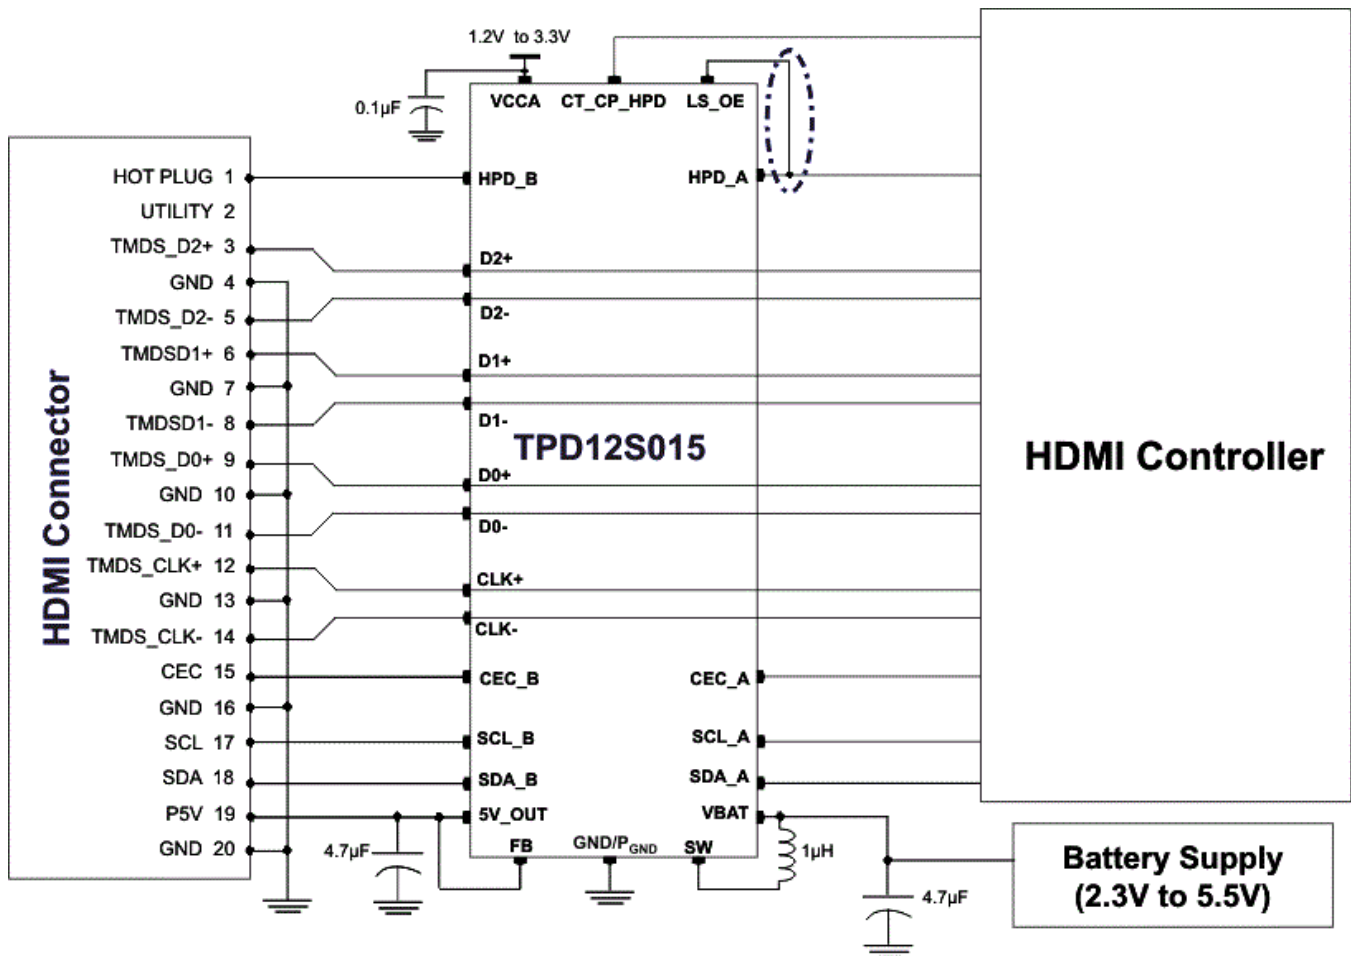 1.2V to 3.3V
0.1µF
VCCA CT_CP_HPD LS_OE
HOT PLUG 1
HPD_B
HPD_A
UTILITY 2
TMDS_D2+ 3
D2+
GND 4
TMDS_D2- 5
D2-
TMDSD1+ 6
D1+
GND 7
TMDSD1- 8
D1-
HDMI Connector
TPD12S015
HDMI Controller
TMDS_D0+ 9
D0+
GND 10
TMDS_D0- 11
D0-
TMDS_CLK+ 12
CLK+
GND 13
TMDS_CLK- 14
CLK-
CEC 15
CEC_B
CEC_A
GND 16
SCL 17
SCL_B
SCL_A
SDA 18
SDA_B
SDA_A
P5V 19
5V_OUT
VBAT
GND 20
4.7µF
FB
GND/PGND
SW
1µH
Battery Supply
(2.3V to 5.5V)
4.7µF